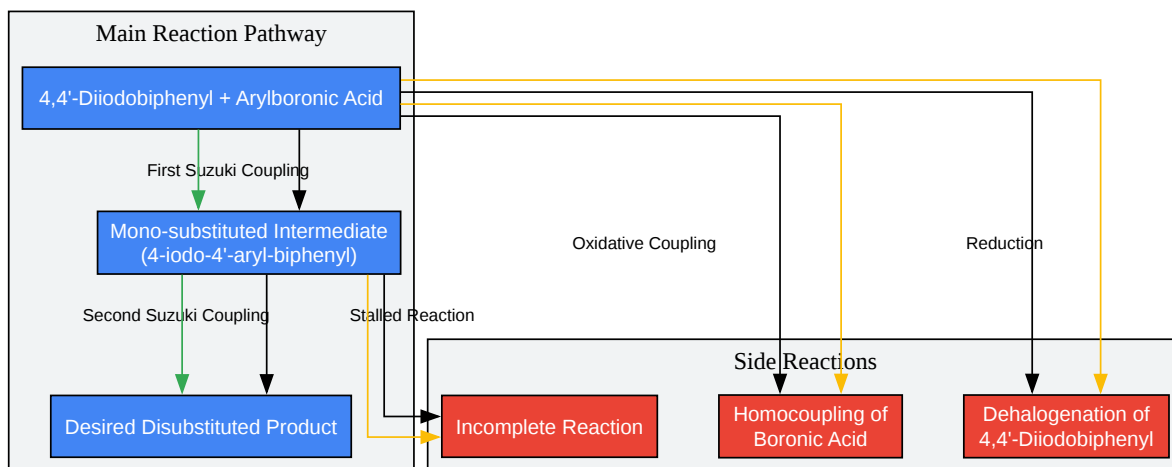 Main Reaction Pathway
4,4'-Diiodobiphenyl + Arylboronic Acid
First Suzuki Coupling
Mono-substituted Intermediate
(4-iodo-4'-aryl-biphenyl)
Oxidative Coupling
Reduction
Second Suzuki Coupling
Stalled Reaction
Side Reactions
Desired Disubstituted Product
Incomplete Reaction
Homocoupling of
Boronic Acid
Dehalogenation of
4,4'-Diiodobiphenyl